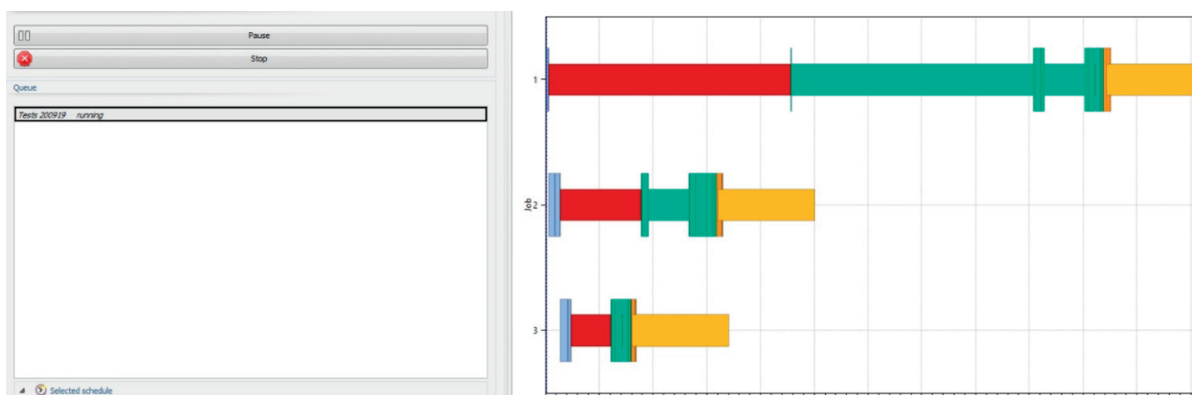 Pause
Stop
Queue
Tests 200919 running
Selected schedule
Job
1
2
3